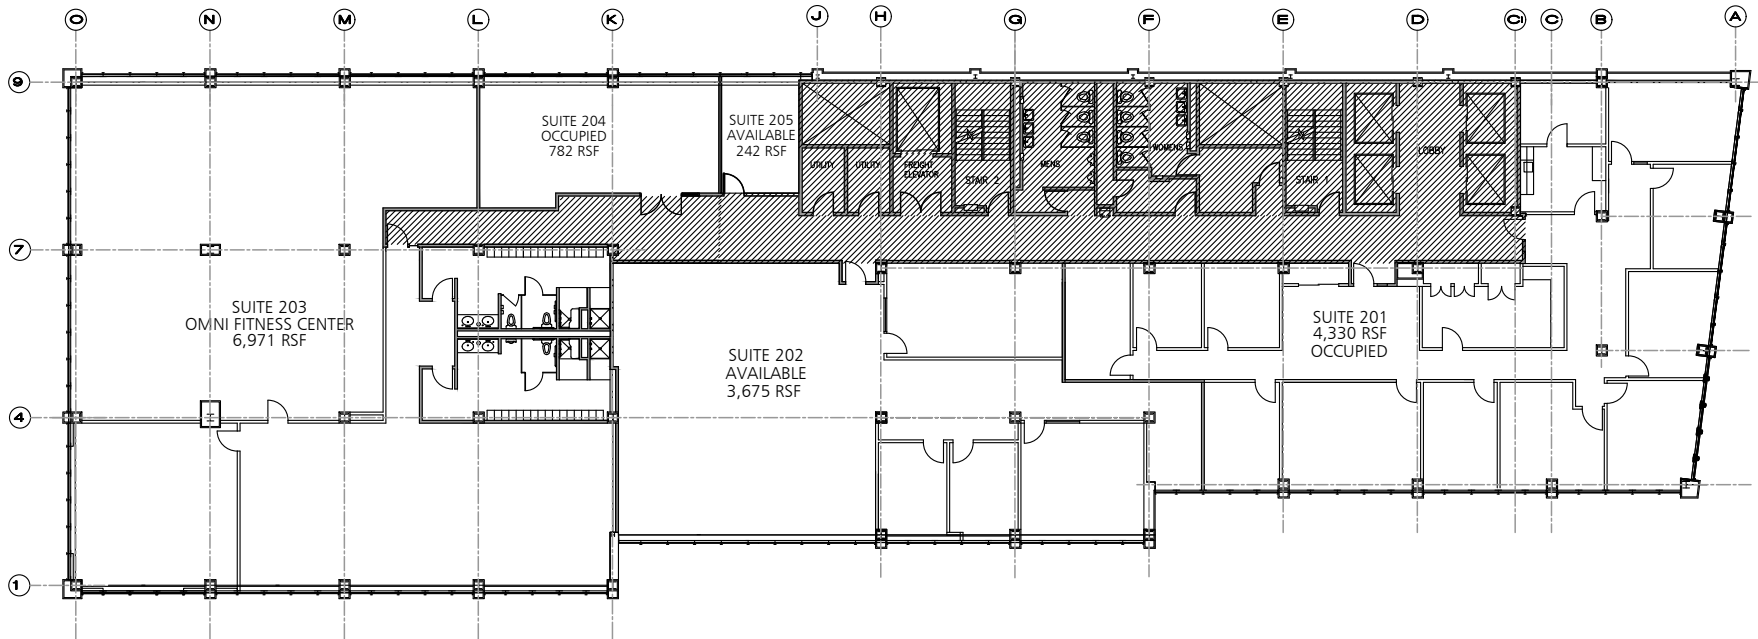 O N M L K J H G F E D C1 C B A
9
SUITE 204
OCCUPIED
782 RSF
SUITE 205
AVAILABLE
242 RSF
UTILITY
UTILITY
FREIGHT
ELEVATOR
STAIR 2
MENS
WOMENS
STAIR 1
LOBBY
7
SUITE 203
OMNI FITNESS CENTER
6,971 RSF
SUITE 202
AVAILABLE
3,675 RSF
SUITE 201
4,330 RSF
OCCUPIED
4
1